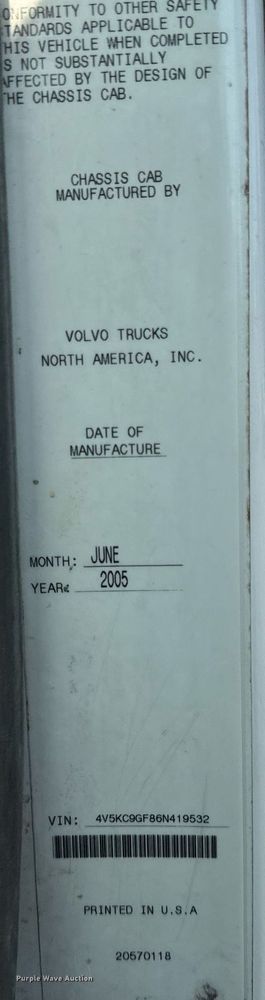 ONFORMITY TO OTHER SAFETY
TANDARDS APPLICABLE TO
HIS VEHICLE WHEN COMPLETED
S NOT SUBSTANTIALLY
AFFECTED BY THE DESIGN OF
THE CHASSIS CAB.
CHASSIS CAB
MANUFACTURED BY
VOLVO TRUCKS
NORTH AMERICA, INC.
DATE OF
MANUFACTURE
MONTH: JUNE
YEAR: 2005
VIN: 4V5KC9GF86N419532
PRINTED IN U.S.A
20570118
Purple Wave Auction